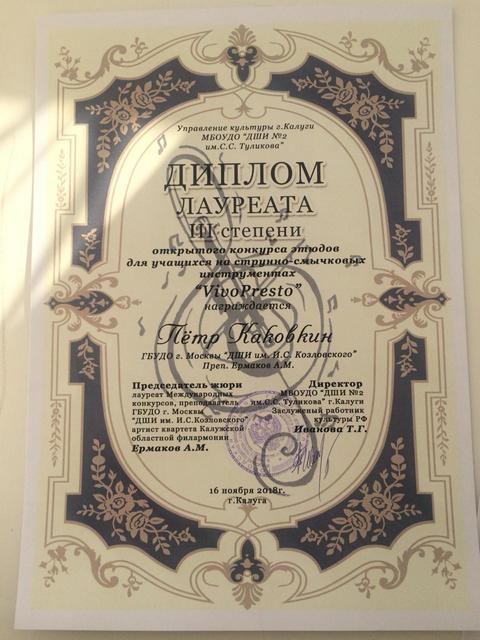 Управление культуры г.Калуги
МБОУДО "ДШИ №2
им.С.С. Туликова"
ДИПЛОМ
ЛАУРЕАТА
III степени
открытого конкурса этюдов
для учащихся на струнно-смычковых
инструментах
"VivoPresto"
награждается
Пётр Каковкин
ГБУДО г. Москвы "ДШИ им. И.С. Козловского"
Преп. Ермаков А.М.
Председатель жюри
лауреат Международных
конкурсов, преподаватель
ГБУДО г. Москвы
"ДШИ им. И.С.Козловского"
артист квартета Калужской
областной филармонии
Ермаков А.М.
Директор
МБОУДО "ДШИ №2
им.С.С. Туликова" г.Калуги
Заслуженый работник
культуры РФ
Иванова Т.Г.
16 ноября 2018г.
г.Калуга